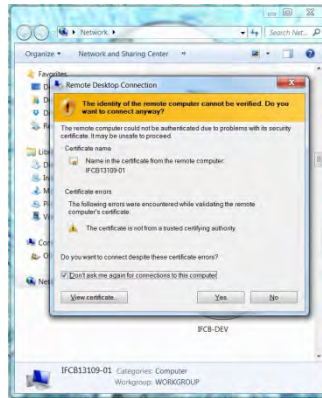 Network
Search Net...
Organize
Network and Sharing Center
»
Favorites
Remote Desktop Connection
The identity of the remote computer cannot be verified. Do you
want to connect anyway?
The remote computer could not be authenticated due to problems with its security
certificate. It may be unsafe to proceed.
Certificate name
Name in the certificate from the remote computer:
IFCB13109-01
Certificate errors
The following errors were encountered while validating the remote
computer's certificate:
The certificate is not from a trusted certifying authority.
Do you want to connect despite these certificate errors?
Don't ask me again for connections to this computer
View certificate...
Yes
No
IFCB-DEV
IFCB13109-01 Categories: Computer
Workgroup: WORKGROUP